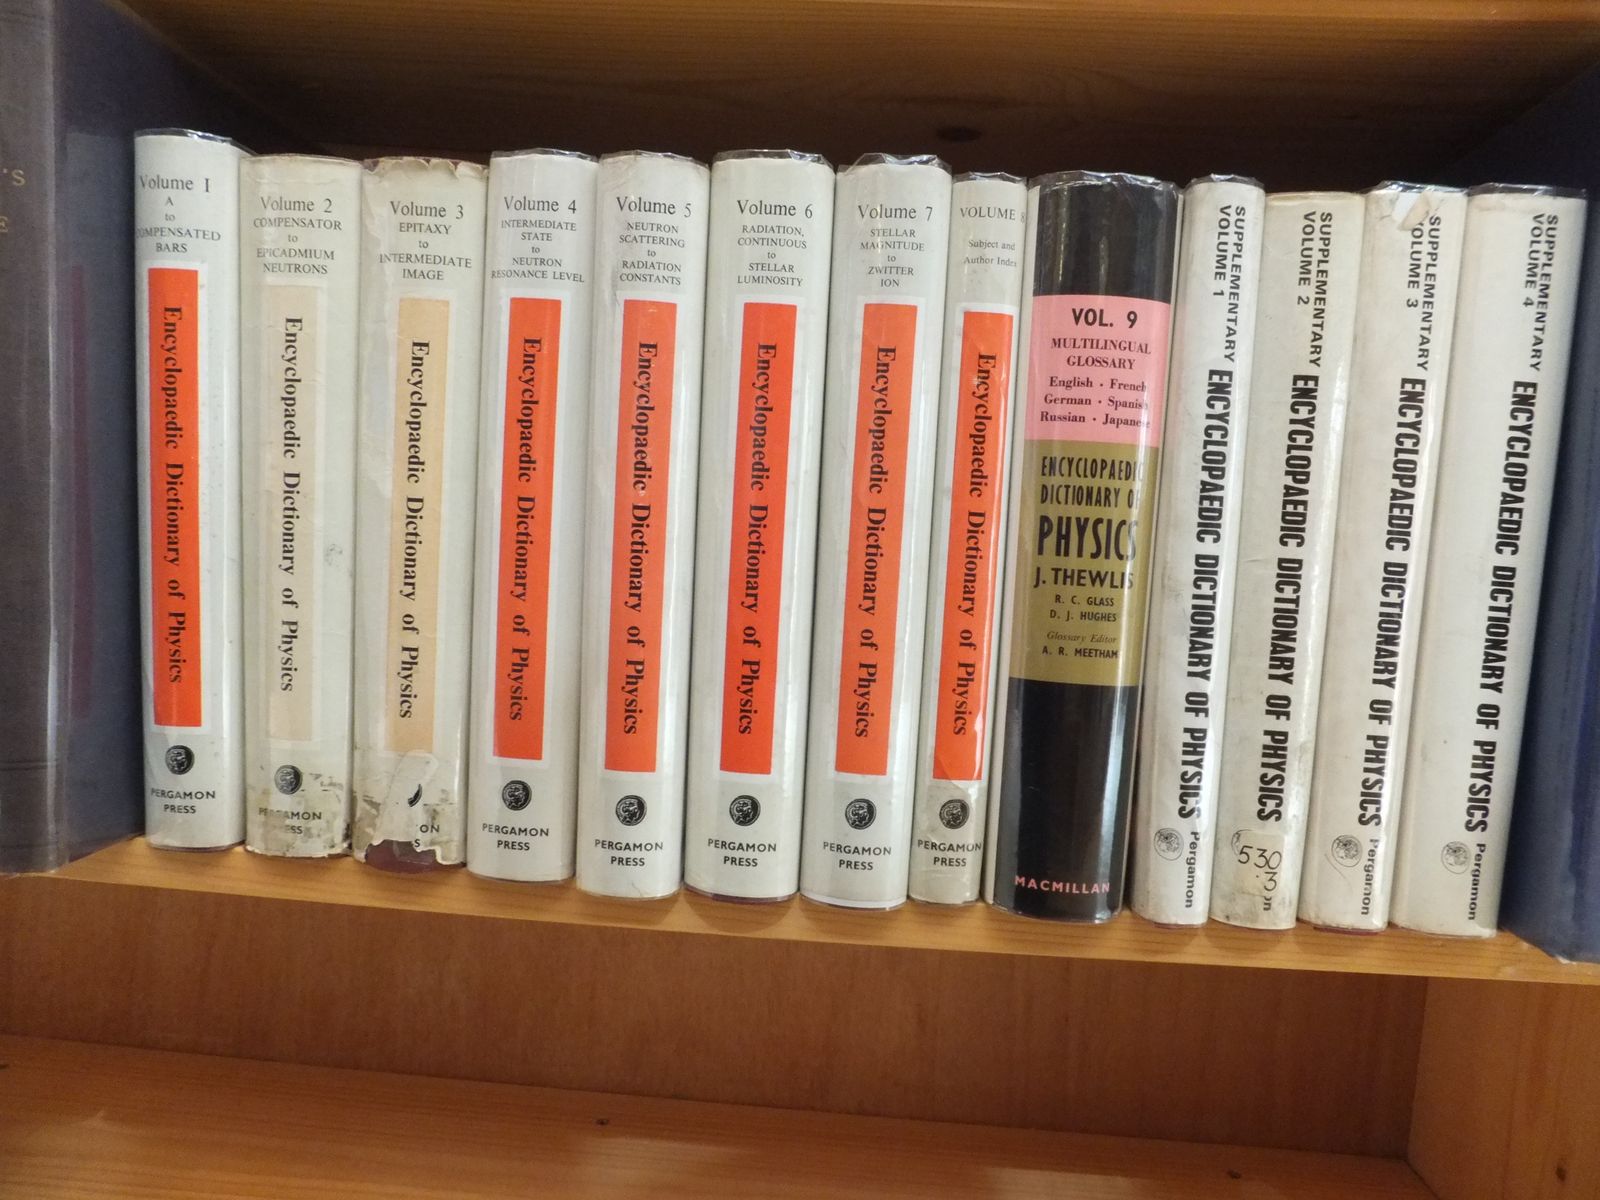 'S
Volume I
A
to
COMPENSATED
BARS
Encyclopaedic Dictionary of Physics
PERGAMON
PRESS
Volume 2
COMPENSATOR
to
EPICADMIUM
NEUTRONS
Encyclopaedic Dictionary of Physics
PERGAMON
ESS
Volume 3
EPITAXY
to
INTERMEDIATE
IMAGE
Encyclopaedic Dictionary of Physics
ON
S
Volume 4
INTERMEDIATE
STATE
to
NEUTRON
RESONANCE LEVEL
Encyclopaedic Dictionary of Physics
PERGAMON
PRESS
Volume 5
NEUTRON
SCATTERING
to
RADIATION
CONSTANTS
Encyclopaedic Dictionary of Physics
PERGAMON
PRESS
Volume 6
RADIATION,
CONTINUOUS
to
STELLAR
LUMINOSITY
Encyclopaedic Dictionary of Physics
PERGAMON
PRESS
Volume 7
STELLAR
MAGNITUDE
to
ZWITTER
ION
Encyclopaedic Dictionary of Physics
PERGAMON
PRESS
VOLUME 8
Subject and
Author Index
Encyclopaedic Dictionary of Physics
PERGAMON
PRESS
VOL. 9
MULTILINGUAL
GLOSSARY
English • French
German • Spanish
Russian • Japanese
ENCYCLOPAEDIC
DICTIONARY OF
PHYSICS
J. THEWLIS
R. C. GLASS
D. J. HUGHES
Glossary Editor
A. R. MEETHAM
MACMILLAN
SUPPLEMENTARY
VOLUME 1
ENCYCLOPAEDIC DICTIONARY OF PHYSICS
Pergamon
SUPPLEMENTARY
VOLUME 2
ENCYCLOPAEDIC DICTIONARY OF PHYSICS
530
.3
on
SUPPLEMENTARY
VOLUME 3
ENCYCLOPAEDIC DICTIONARY OF PHYSICS
Pergamon
SUPPLEMENTARY
VOLUME 4
ENCYCLOPAEDIC DICTIONARY OF PHYSICS
Pergamon